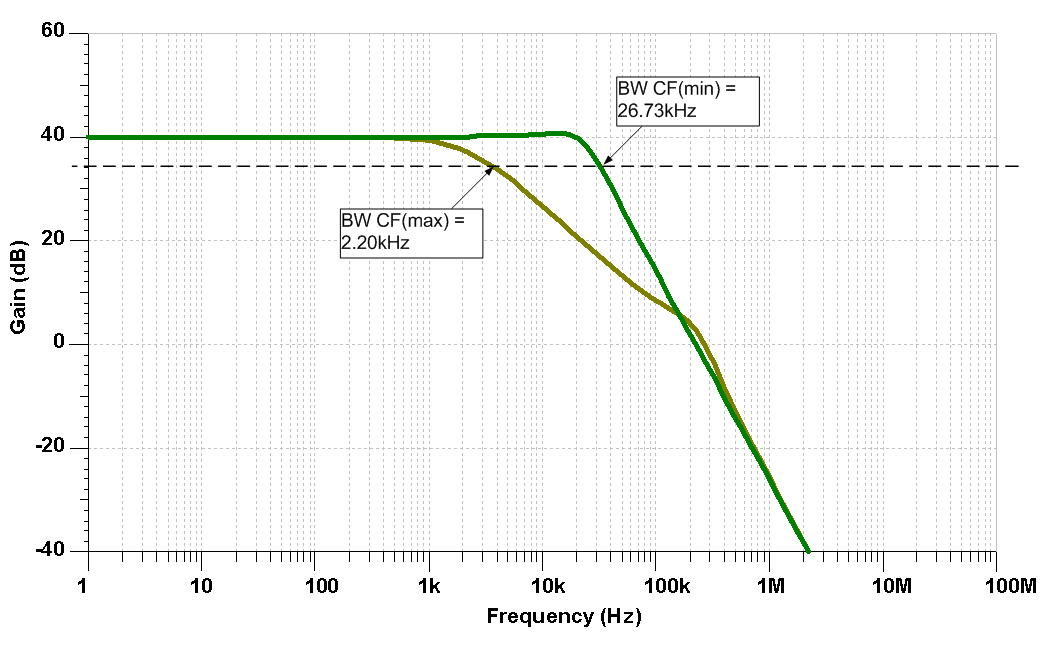 60
40
20
0
-20
-40
Gain (dB)
BW CF(min) =
26.73kHz
BW CF(max) =
2.20kHz
1 10 100 1k 10k 100k 1M 10M 100M
Frequency (Hz)